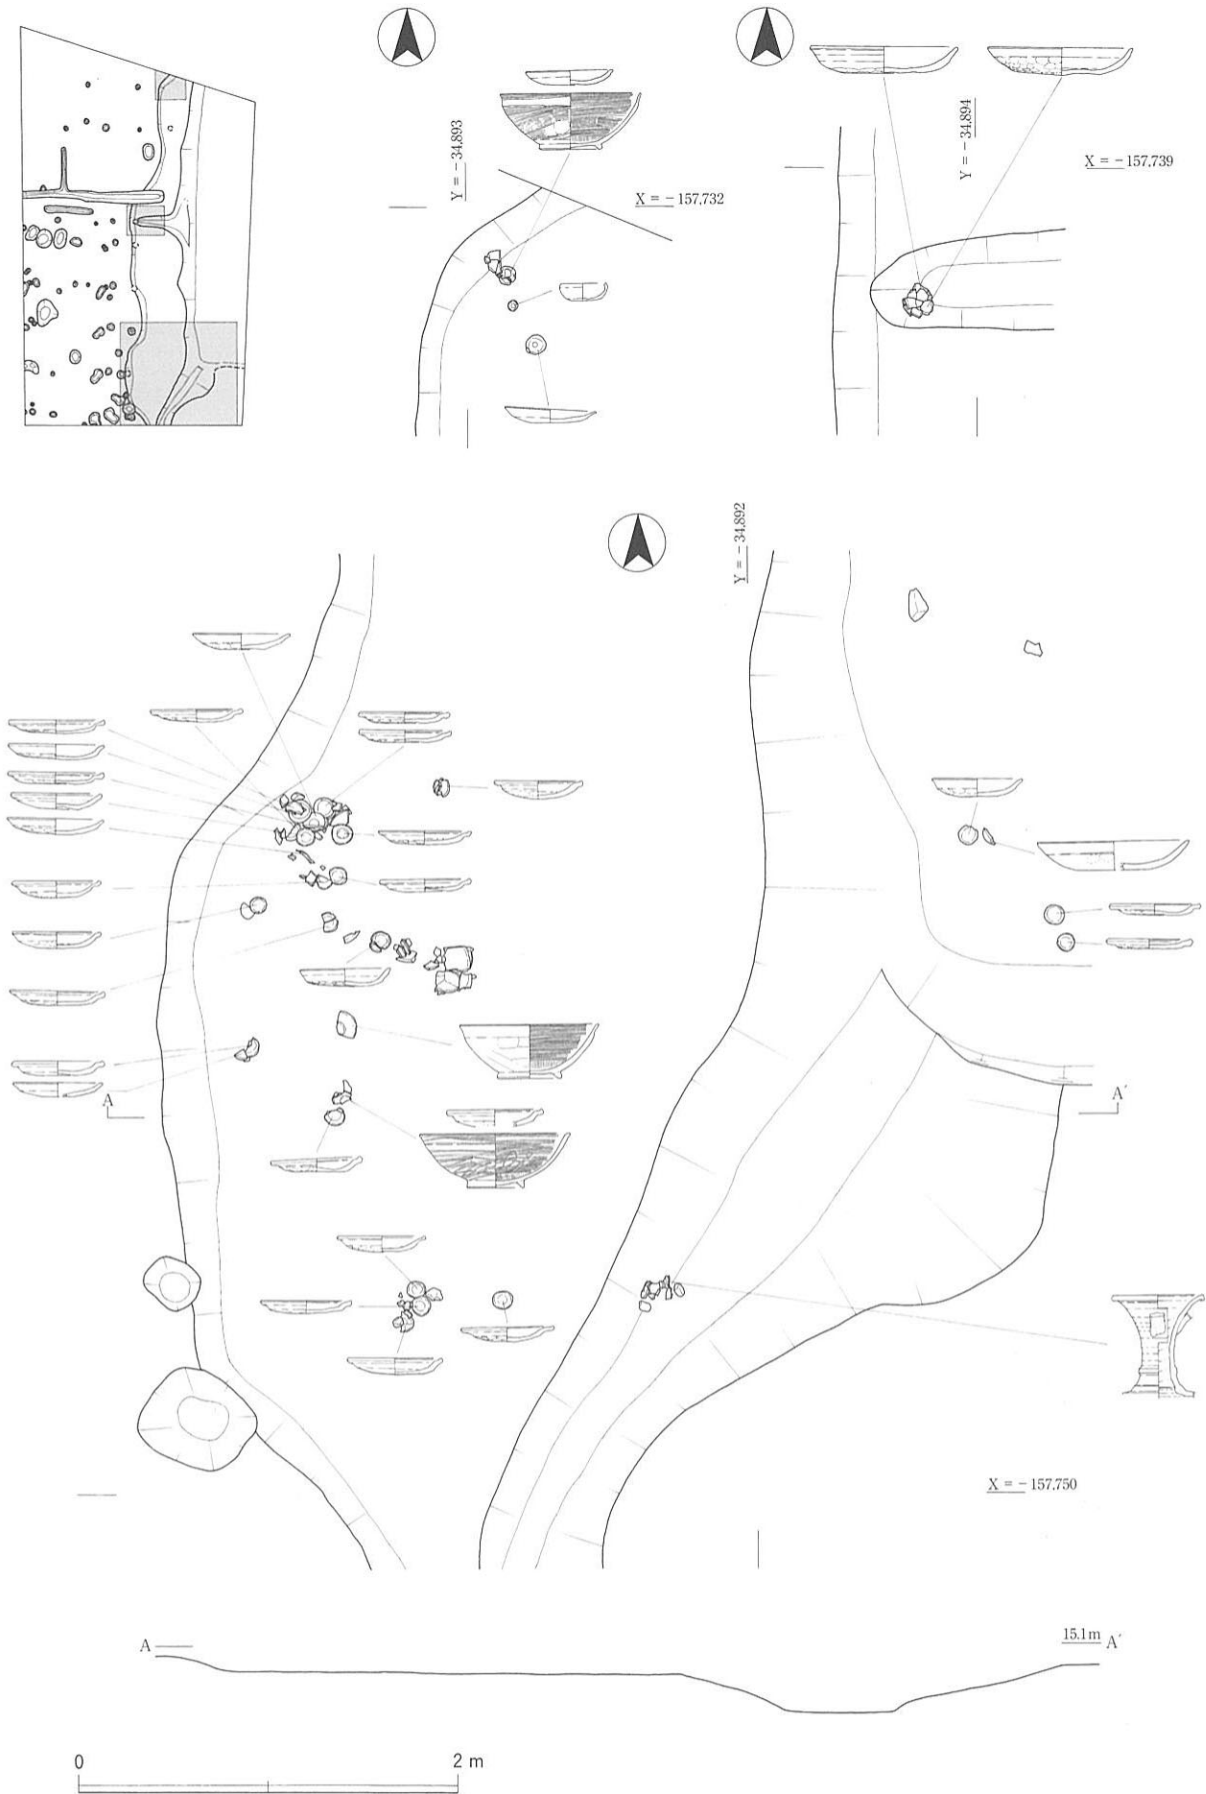 Y = − 34,893
X = − 157,732
Y = − 34,894
X = − 157,739
Y = − 34,892
A
A´
X = − 157,750
A
15.1m A´
0
2 m